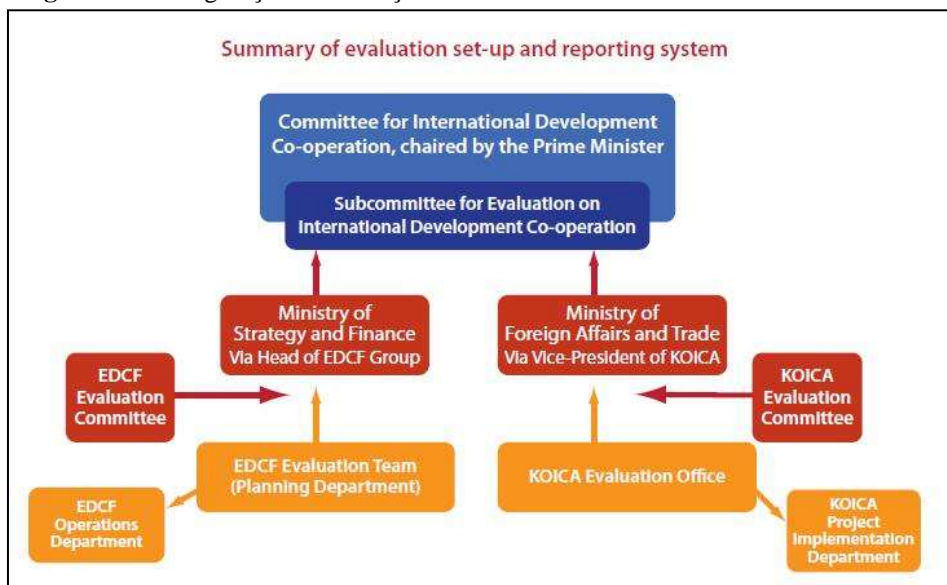 Summary of evaluation set-up and reporting system
Committee for International Development
Co-operation, chaired by the Prime Minister
Subcommittee for Evaluation on
International Development Co-operation
Ministry of
Strategy and Finance
Via Head of EDCF Group
Ministry of
Foreign Affairs and Trade
Via Vice-President of KOICA
EDCF
Evaluation
Committee
KOICA
Evaluation
Committee
EDCF Evaluation Team
(Planning Department)
KOICA Evaluation Office
EDCF
Operations
Department
KOICA
Project
Implementation
Department